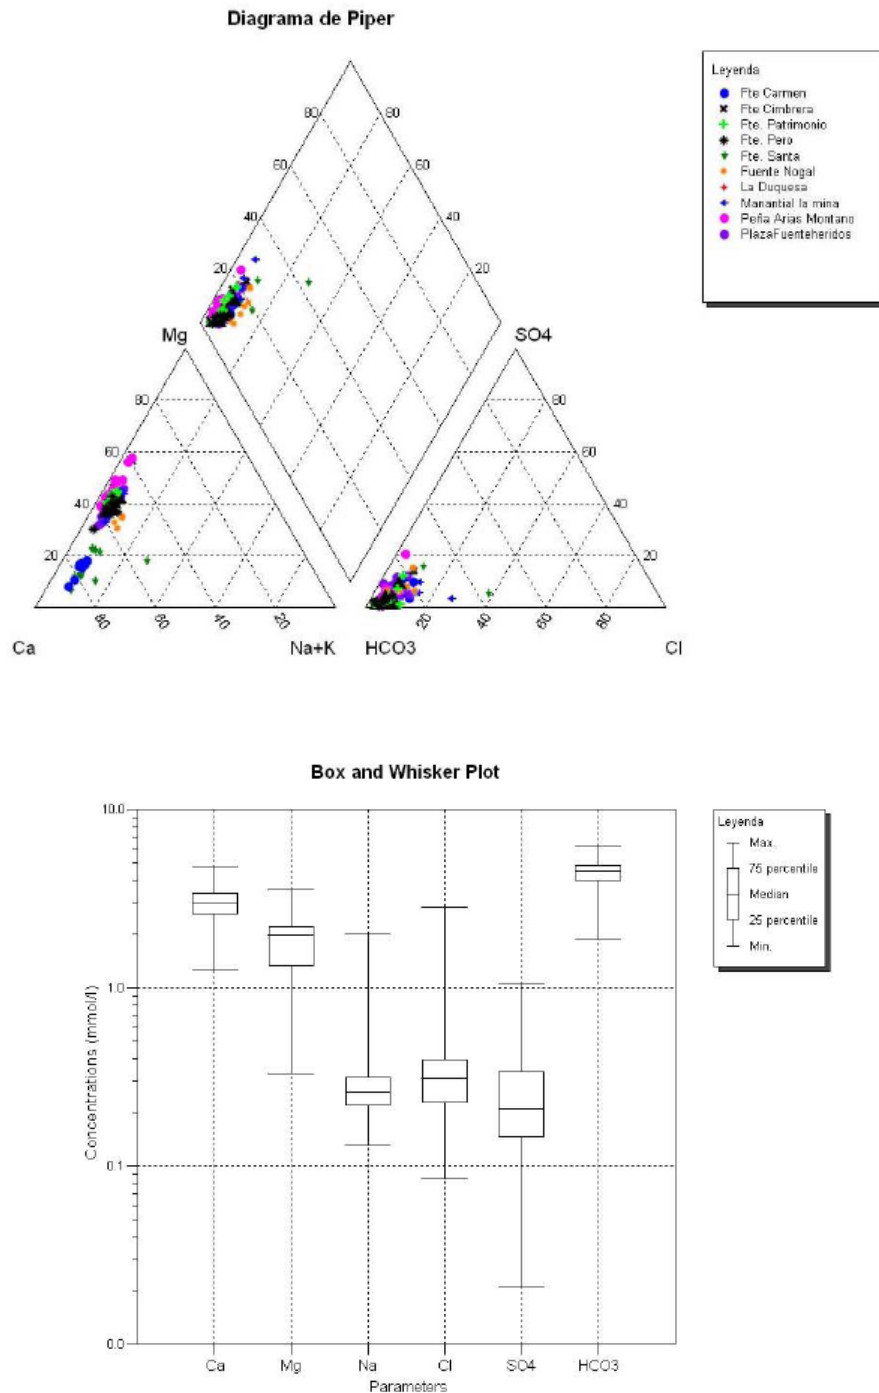 Diagrama de Piper
Leyenda
Fte Carmen
Fte Cimbrera
Fte. Patrimonio
Fte. Pero
Fte. Santa
Fuente Nogal
La Duquesa
Manantial la mina
Peña Arias Montano
PlazaFuenteheridos
80 80
60 60
40 40
20 20
Mg SO4
80 80
60 60
40 40
20 20
80 60 40 20 20 40 60 80
Ca Na+K HCO3 Cl
Box and Whisker Plot
Leyenda
Max.
75 percentile
Median
25 percentile
Min.
10.0
1.0
0.1
0.0
Concentrations (mmol/l)
Ca Mg Na Cl SO4 HCO3
Parameters